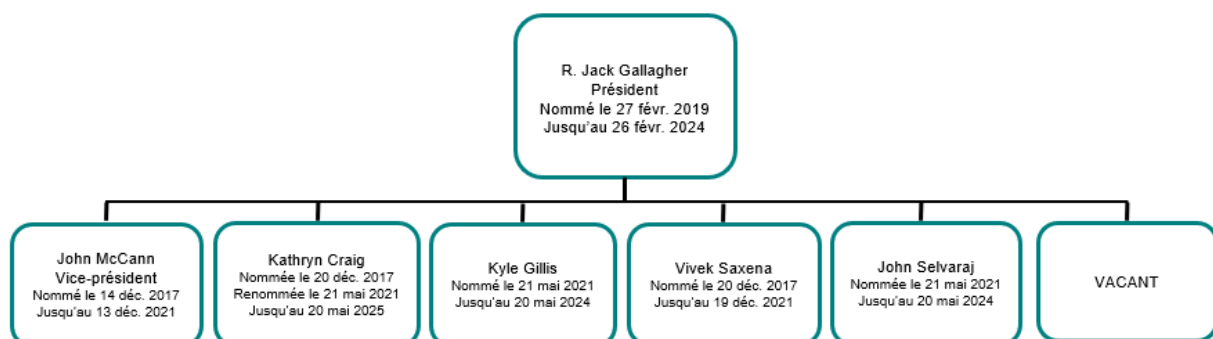 R. Jack Gallagher
Président
Nommé le 27 févr. 2019
Jusqu'au 26 févr. 2024
John McCann
Vice-président
Nommé le 14 déc. 2017
Jusqu'au 13 déc. 2021
Kathryn Craig
Nommée le 20 déc. 2017
Renommée le 21 mai 2021
Jusqu'au 20 mai 2025
Kyle Gillis
Nommé le 21 mai 2021
Jusqu'au 20 mai 2024
Vivek Saxena
Nommé le 20 déc. 2017
Jusqu'au 19 déc. 2021
John Selvaraj
Nommée le 21 mai 2021
Jusqu'au 20 mai 2024
VACANT